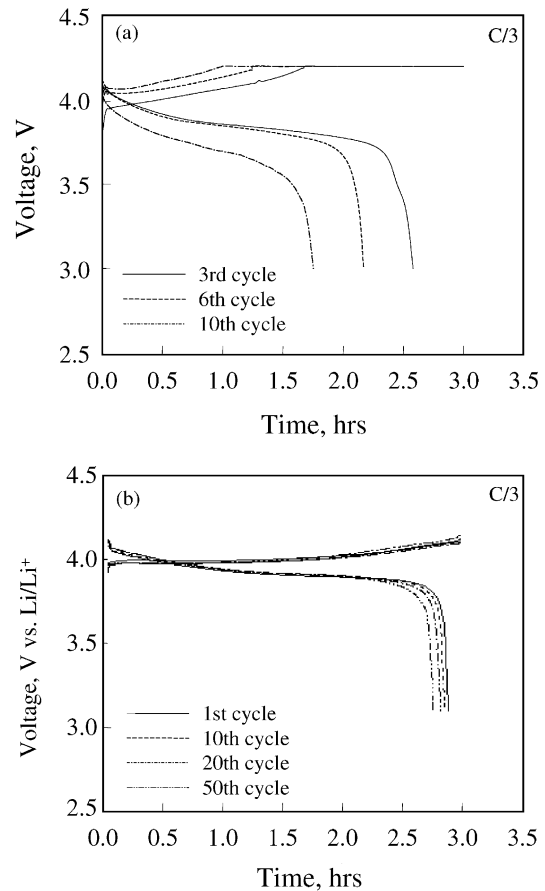 (a)
C/3
4.5
4.0
3.5
3.0
2.5
Voltage, V
3rd cycle
6th cycle
10th cycle
0.0 0.5 1.0 1.5 2.0 2.5 3.0 3.5
Time, hrs
(b)
C/3
4.5
4.0
3.5
3.0
2.5
Voltage, V vs. Li/Li⁺
1st cycle
10th cycle
20th cycle
50th cycle
0.0 0.5 1.0 1.5 2.0 2.5 3.0 3.5
Time, hrs